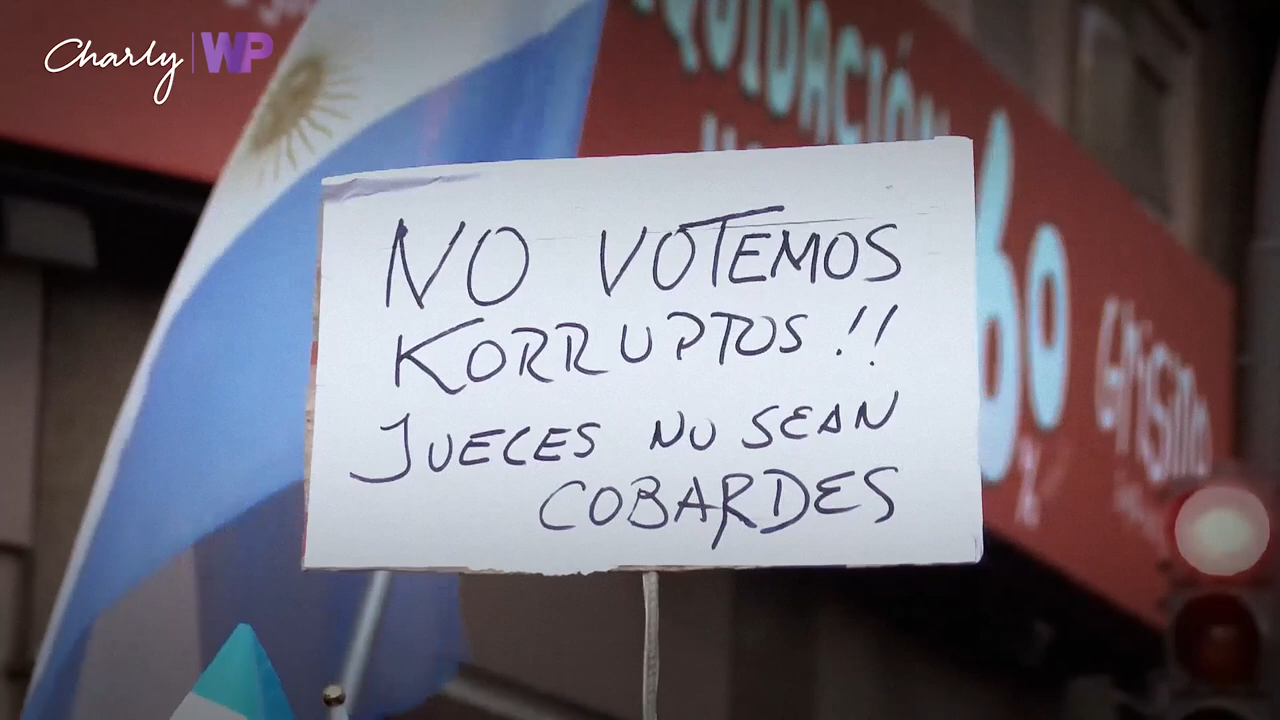 Charly | WP
NO VOTEMOS
KORRUPTOS!!
JUECES NO SEAN
COBARDES